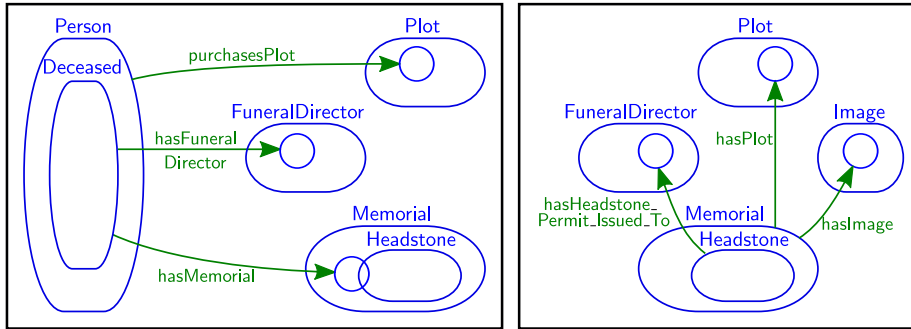 Person
Deceased
purchasesPlot
Plot
hasFuneral
Director
FuneralDirector
Memorial
Headstone
hasMemorial
Plot
FuneralDirector
Image
hasPlot
hasHeadstone_
Permit_Issued_To
Memorial
Headstone
hasImage